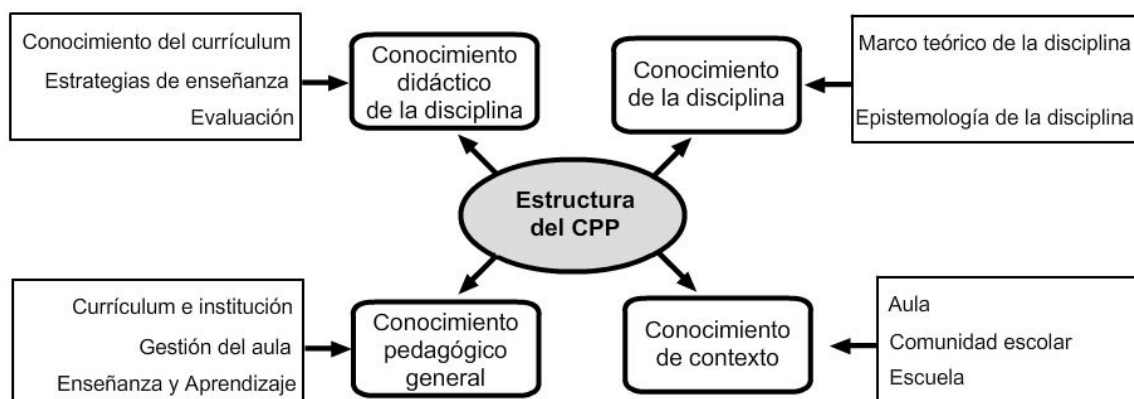 Conocimiento del currículum
Estrategias de enseñanza
Evaluación
Conocimiento
didáctico
de la disciplina
Conocimiento
de la disciplina
Marco teórico de la disciplina
Epistemología de la disciplina
Estructura
del CPP
Currículum e institución
Gestión del aula
Enseñanza y Aprendizaje
Conocimiento
pedagógico
general
Conocimiento
de contexto
Aula
Comunidad escolar
Escuela